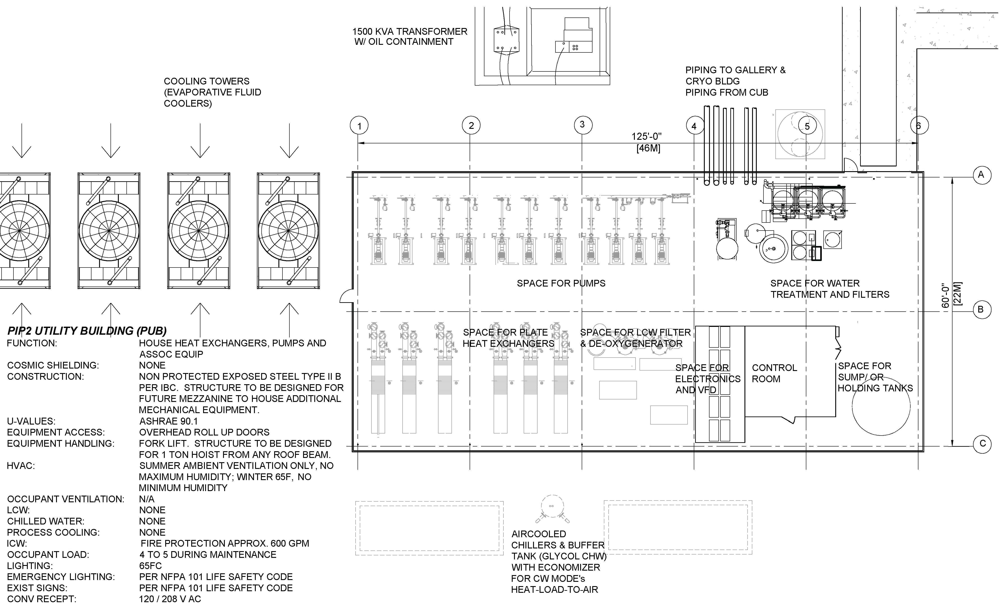 1500 KVA TRANSFORMER
W/ OIL CONTAINMENT
PIPING TO GALLERY &
CRYO BLDG
PIPING FROM CUB
COOLING TOWERS
(EVAPORATIVE FLUID
COOLERS)
1
2
3
4
5
6
125'-0"
[46M]
A
SPACE FOR PUMPS
SPACE FOR WATER
TREATMENT AND FILTERS
60'-0"
[22M]
B
SPACE FOR PLATE
HEAT EXCHANGERS
SPACE FOR LCW FILTER
& DE-OXYGENERATOR
SPACE FOR
ELECTRONICS
AND VFD
CONTROL
ROOM
SPACE FOR
SUMP/ OR
HOLDING TANKS
C
AIRCOOLED
CHILLERS & BUFFER
TANK (GLYCOL CHW)
WITH ECONOMIZER
FOR CW MODE's
HEAT-LOAD-TO-AIR
PIP2 UTILITY BUILDING (PUB)
FUNCTION: HOUSE HEAT EXCHANGERS, PUMPS AND
ASSOC EQUIP
COSMIC SHIELDING: NONE
CONSTRUCTION: NON PROTECTED EXPOSED STEEL TYPE II B
PER IBC. STRUCTURE TO BE DESIGNED FOR
FUTURE MEZZANINE TO HOUSE ADDITIONAL
MECHANICAL EQUIPMENT.
U-VALUES: ASHRAE 90.1
EQUIPMENT ACCESS: OVERHEAD ROLL UP DOORS
EQUIPMENT HANDLING: FORK LIFT. STRUCTURE TO BE DESIGNED
FOR 1 TON HOIST FROM ANY ROOF BEAM.
HVAC: SUMMER AMBIENT VENTILATION ONLY, NO
MAXIMUM HUMIDITY; WINTER 65F, NO
MINIMUM HUMIDITY
OCCUPANT VENTILATION: N/A
LCW: NONE
CHILLED WATER: NONE
PROCESS COOLING: NONE
ICW: FIRE PROTECTION APPROX. 600 GPM
OCCUPANT LOAD: 4 TO 5 DURING MAINTENANCE
LIGHTING: 65FC
EMERGENCY LIGHTING: PER NFPA 101 LIFE SAFETY CODE
EXIST SIGNS: PER NFPA 101 LIFE SAFETY CODE
CONV RECEPT: 120 / 208 V AC